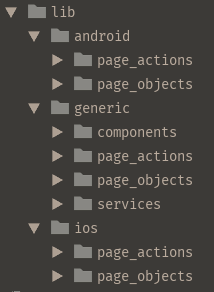 lib
android
page_actions
page_objects
generic
components
page_actions
page_objects
services
ios
page_actions
page_objects